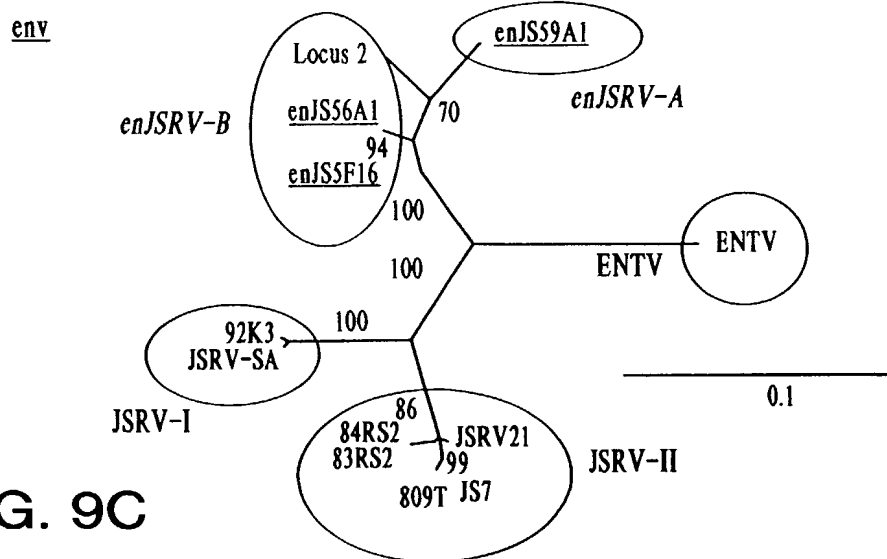 env
Locus 2
enJS59A1
enJSRV-A
enJSRV-B
enJS56A1
70
94
enJS5F16
100
100
ENTV
ENTV
100
92K3
JSRV-SA
JSRV-I
0.1
86
84RS2
JSRV21
83RS2
99
809T
JS7
JSRV-II
G. 9C